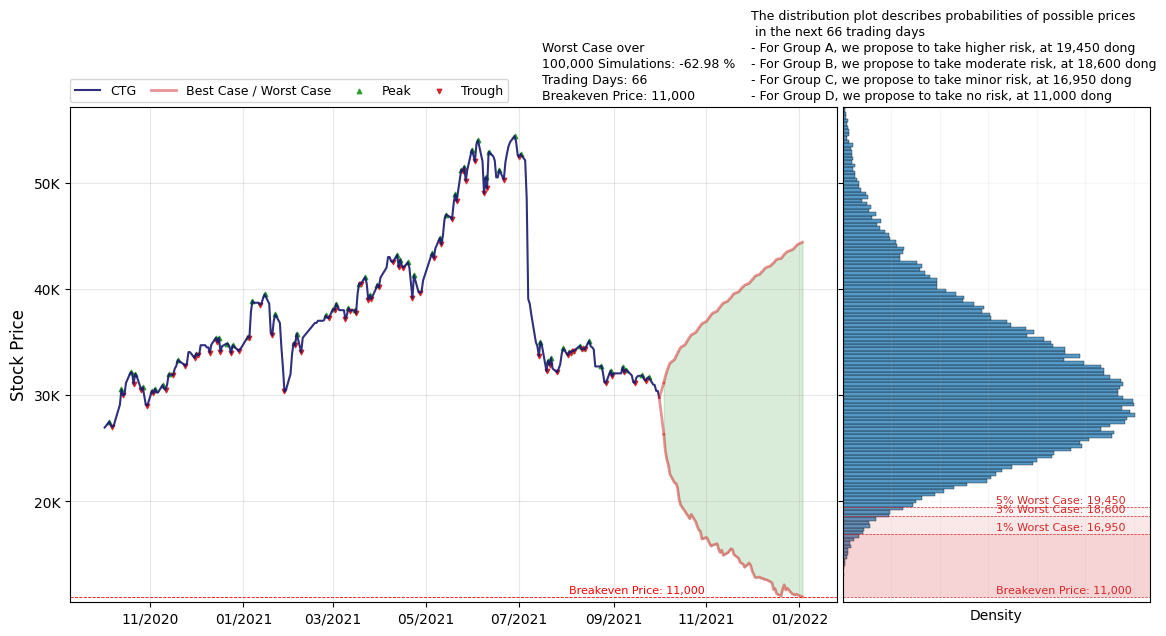 The distribution plot describes probabilities of possible prices
in the next 66 trading days
- For Group A, we propose to take higher risk, at 19,450 dong
- For Group B, we propose to take moderate risk, at 18,600 dong
- For Group C, we propose to take minor risk, at 16,950 dong
- For Group D, we propose to take no risk, at 11,000 dong
Worst Case over
100,000 Simulations: -62.98 %
Trading Days: 66
Breakeven Price: 11,000
CTG
Best Case / Worst Case
Peak
Trough
Stock Price
50K
40K
30K
20K
Breakeven Price: 11,000
11/2020
01/2021
03/2021
05/2021
07/2021
09/2021
11/2021
01/2022
5% Worst Case: 19,450
3% Worst Case: 18,600
1% Worst Case: 16,950
Breakeven Price: 11,000
Density